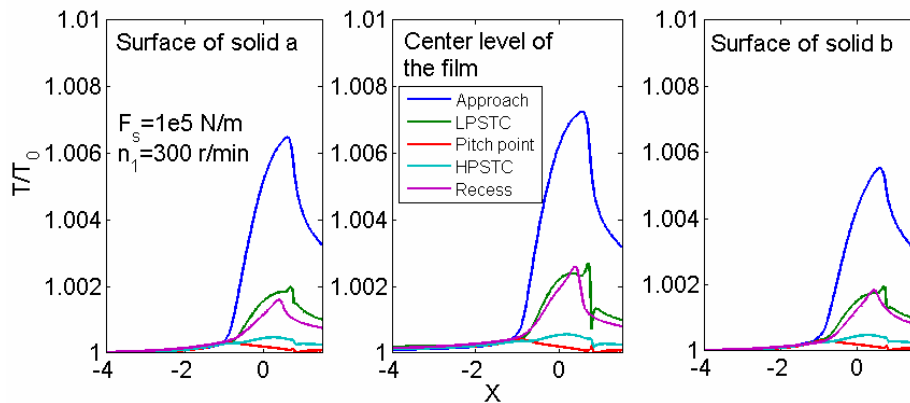 1.01
1.008
1.006
1.004
1.002
1
T/T0
Surface of solid a
Fs=1e5 N/m
n1=300 r/min
-4
-2
0
1.01
1.008
1.006
1.004
1.002
1
Center level of
the film
Approach
LPSTC
Pitch point
HPSTC
Recess
-4
-2
0
X
1.01
1.008
1.006
1.004
1.002
1
Surface of solid b
-4
-2
0